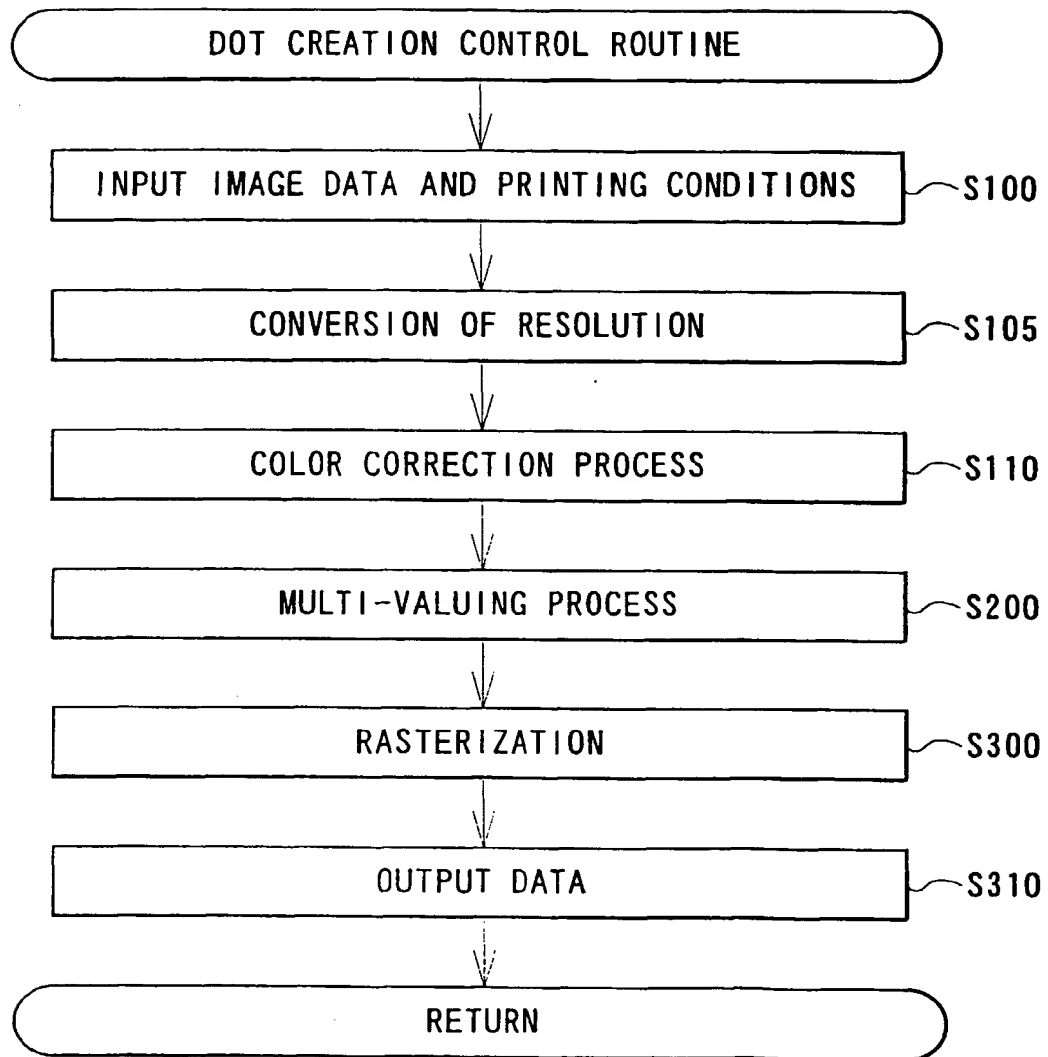 DOT CREATION CONTROL ROUTINE
INPUT IMAGE DATA AND PRINTING CONDITIONS S100
CONVERSION OF RESOLUTION S105
COLOR CORRECTION PROCESS S110
MULTI-VALUING PROCESS S200
RASTERIZATION S300
OUTPUT DATA S310
RETURN